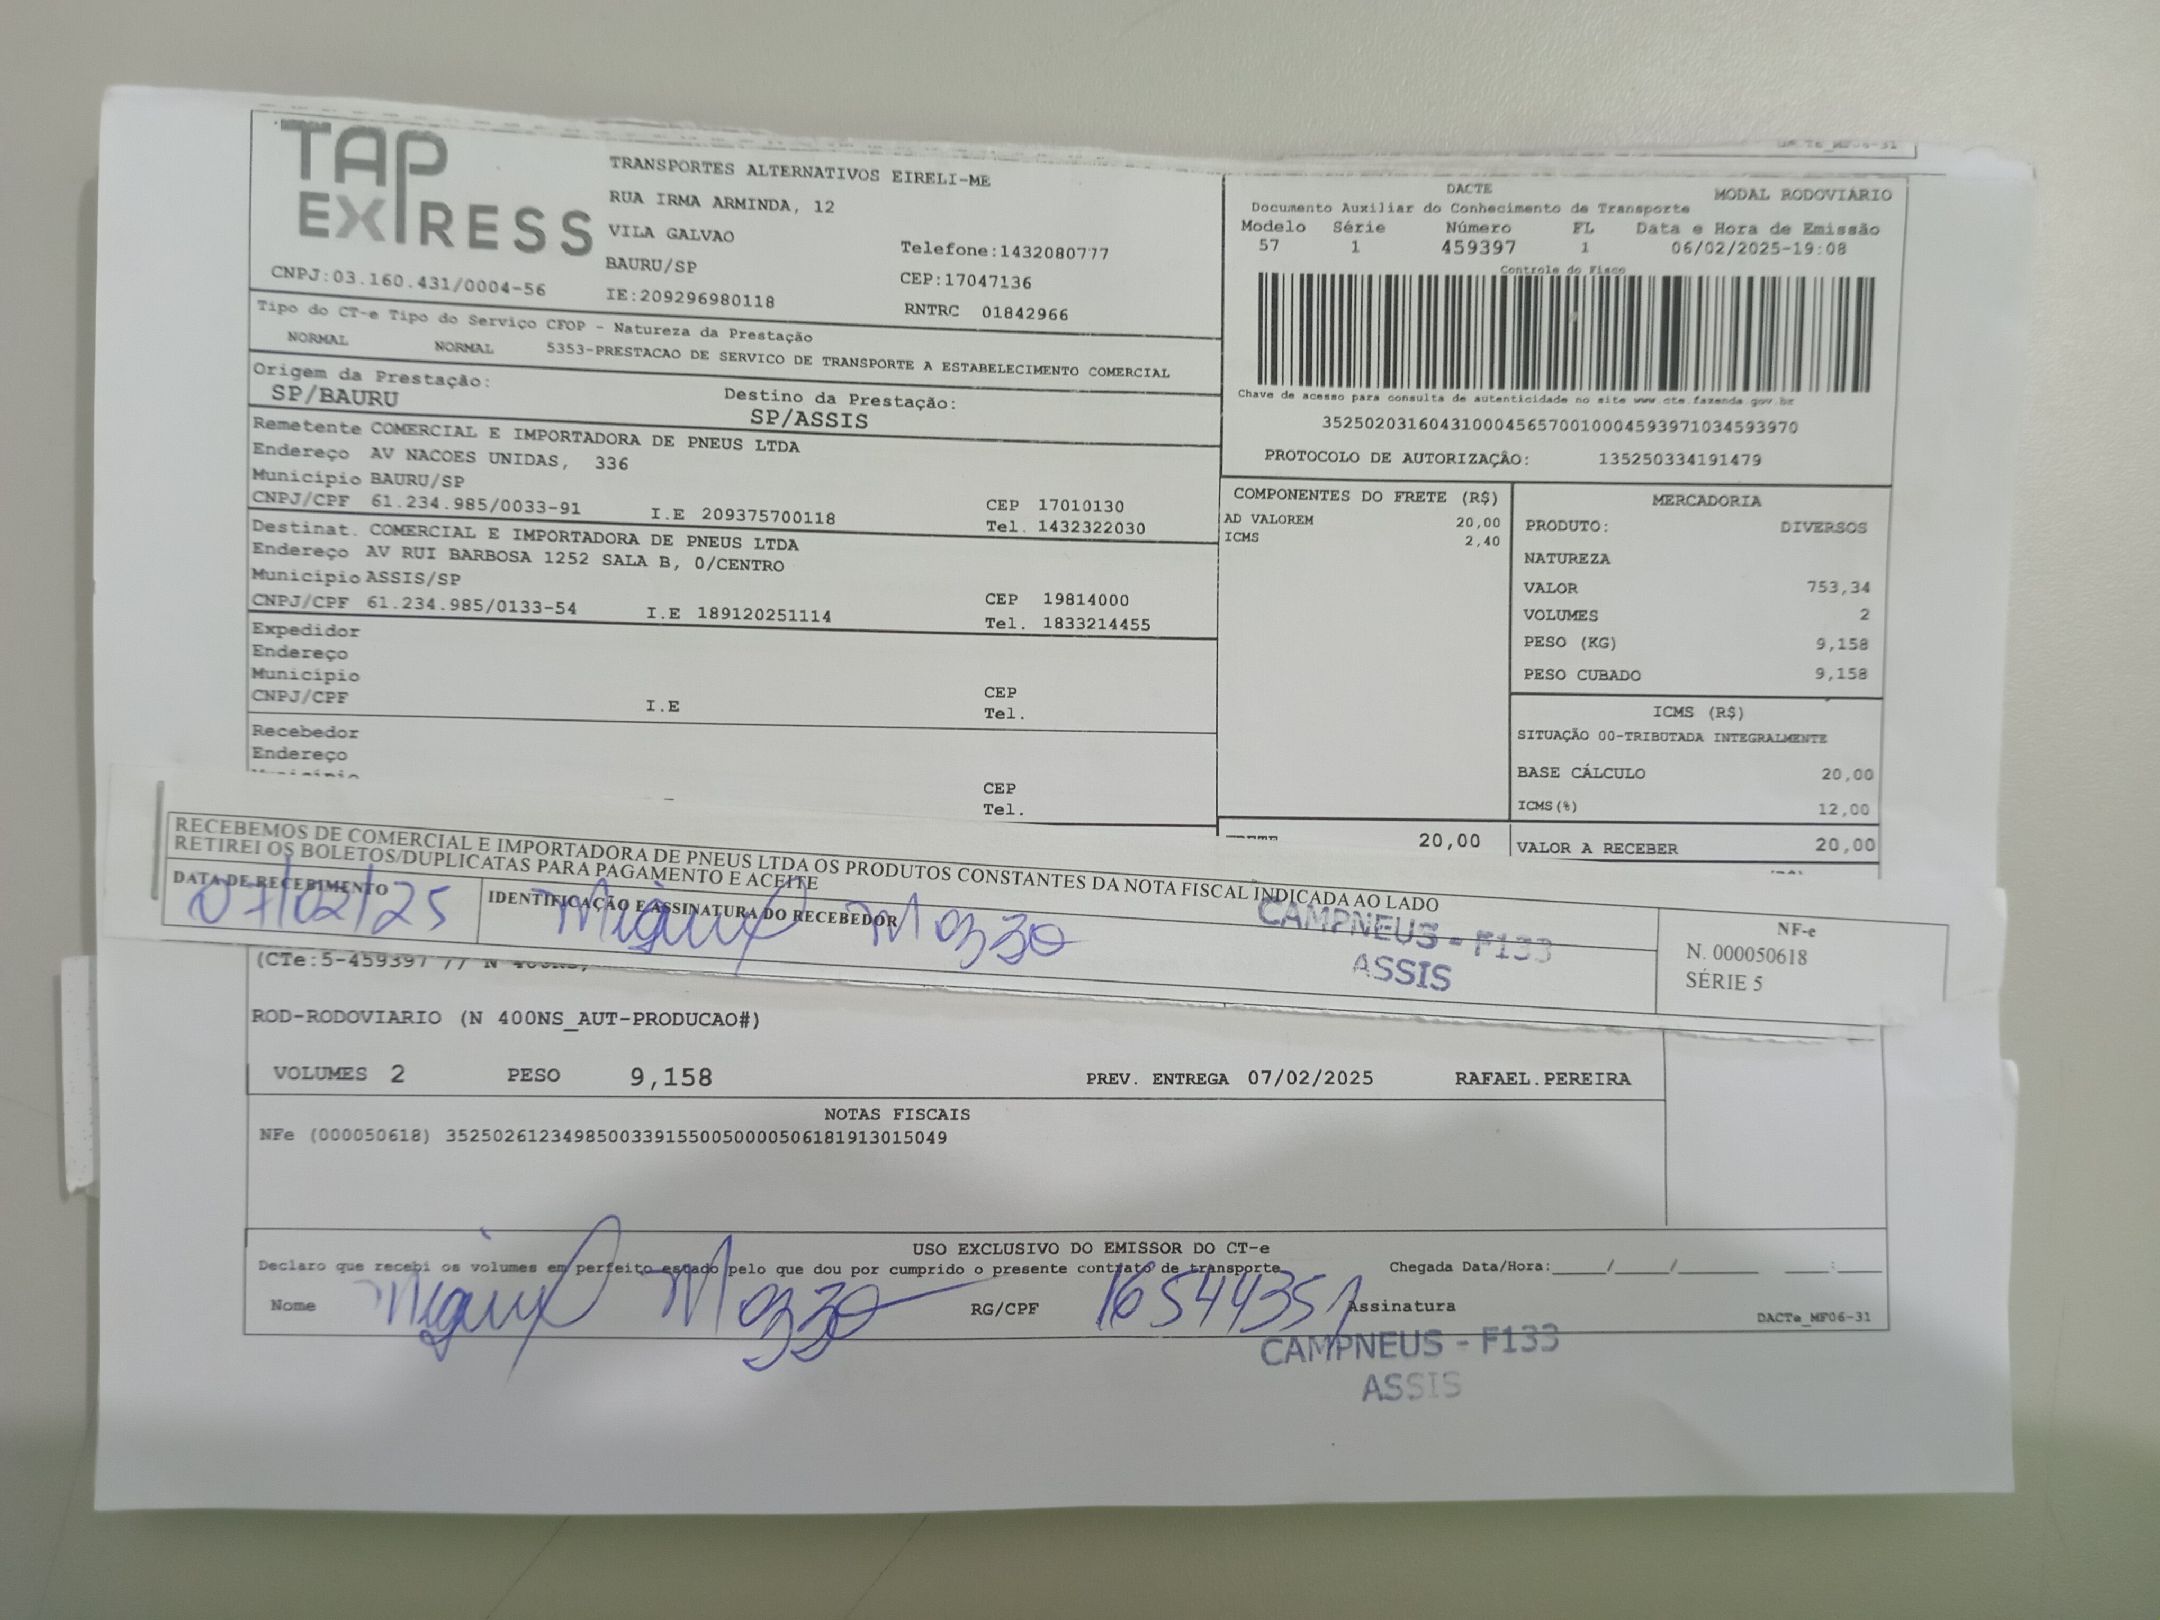 TAP
EXPRESS
CNPJ:03.160.431/0004-56
TRANSPORTES ALTERNATIVOS EIRELI-ME
RUA IRMA ARMINDA, 12
VILA GALVAO
BAURU/SP
IE:209296980118
Telefone:1432080777
CEP:17047136
RNTRC 01842966
DACTE MODAL RODOVIARIO
Documento Auxiliar do Conhecimento de Transporte
Modelo Série Número FL Data e Hora de Emissão
57 1 459397 1 06/02/2025-19:08
Controle do Fisco
Chave de acesso para consulta de autenticidade no site www.cte.fazenda.gov.br
35250203160431000456570010004593971034593970
PROTOCOLO DE AUTORIZAÇÃO: 135250334191479
Tipo do CT-e Tipo do Serviço CFOP - Natureza da Prestação
NORMAL NORMAL 5353-PRESTACAO DE SERVICO DE TRANSPORTE A ESTABELECIMENTO COMERCIAL
Origem da Prestação: Destino da Prestação:
SP/BAURU SP/ASSIS
Remetente COMERCIAL E IMPORTADORA DE PNEUS LTDA
Endereço AV NACOES UNIDAS, 336
Município BAURU/SP CEP 17010130
CNPJ/CPF 61.234.985/0033-91 I.E 209375700118 Tel. 1432322030
Destinat. COMERCIAL E IMPORTADORA DE PNEUS LTDA
Endereço AV RUI BARBOSA 1252 SALA B, 0/CENTRO
Município ASSIS/SP CEP 19814000
CNPJ/CPF 61.234.985/0133-54 I.E 189120251114 Tel. 1833214455
Expedidor
Endereço
Município CEP
CNPJ/CPF I.E Tel.
Recebedor
Endereço
CEP
Tel.
COMPONENTES DO FRETE (R$)
AD VALOREM 20,00
ICMS 2,40
20,00
MERCADORIA
PRODUTO: DIVERSOS
NATUREZA
VALOR 753,34
VOLUMES 2
PESO (KG) 9,158
PESO CUBADO 9,158
ICMS (R$)
SITUAÇÃO 00-TRIBUTADA INTEGRALMENTE
BASE CÁLCULO 20,00
ICMS(%) 12,00
VALOR A RECEBER 20,00
RECEBEMOS DE COMERCIAL E IMPORTADORA DE PNEUS LTDA OS PRODUTOS CONSTANTES DA NOTA FISCAL INDICADA AO LADO
RETIREI OS BOLETOS/DUPLICATAS PARA PAGAMENTO E ACEITE
DATA DE RECEBIMENTO IDENTIFICAÇÃO E ASSINATURA DO RECEBEDOR
07/02/25 Miguel Mozzo
CAMPNEUS - F133
ASSIS
NF-e
N. 000050618
SÉRIE 5
(CTe:5-459397 // N
ROD-RODOVIARIO (N 400NS_AUT-PRODUCAO#)
VOLUMES 2 PESO 9,158 PREV. ENTREGA 07/02/2025 RAFAEL.PEREIRA
NOTAS FISCAIS
NFe (000050618) 35250261234985003391550050000506181913015049
USO EXCLUSIVO DO EMISSOR DO CT-e
Declaro que recebi os volumes em perfeito estado pelo que dou por cumprido o presente contrato de transporte Chegada Data/Hora:____/____/______ ___:___
Nome Miguel Mozzo RG/CPF 165443517 Assinatura DACTe_MF06-31
CAMPNEUS - F133
ASSIS